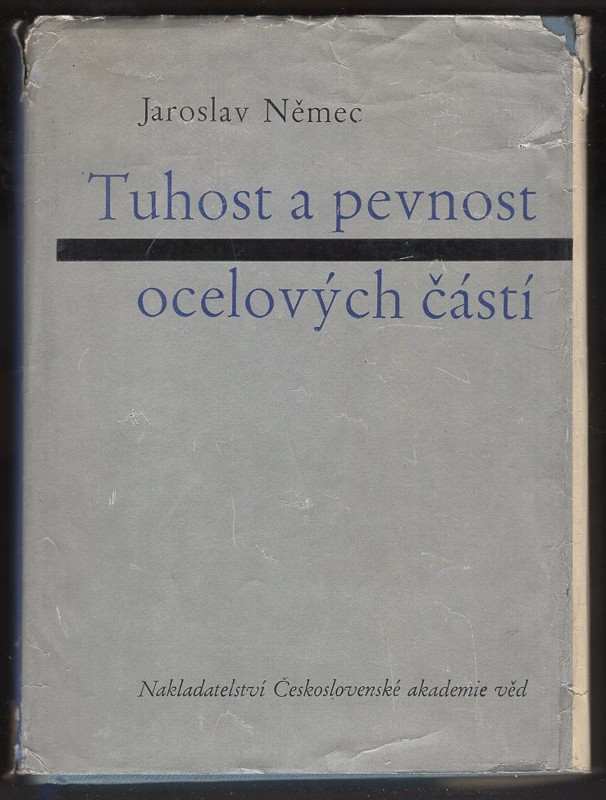 Jaroslav Němec
Tuhost a pevnost
ocelových částí
Nakladatelství Československé akademie věd